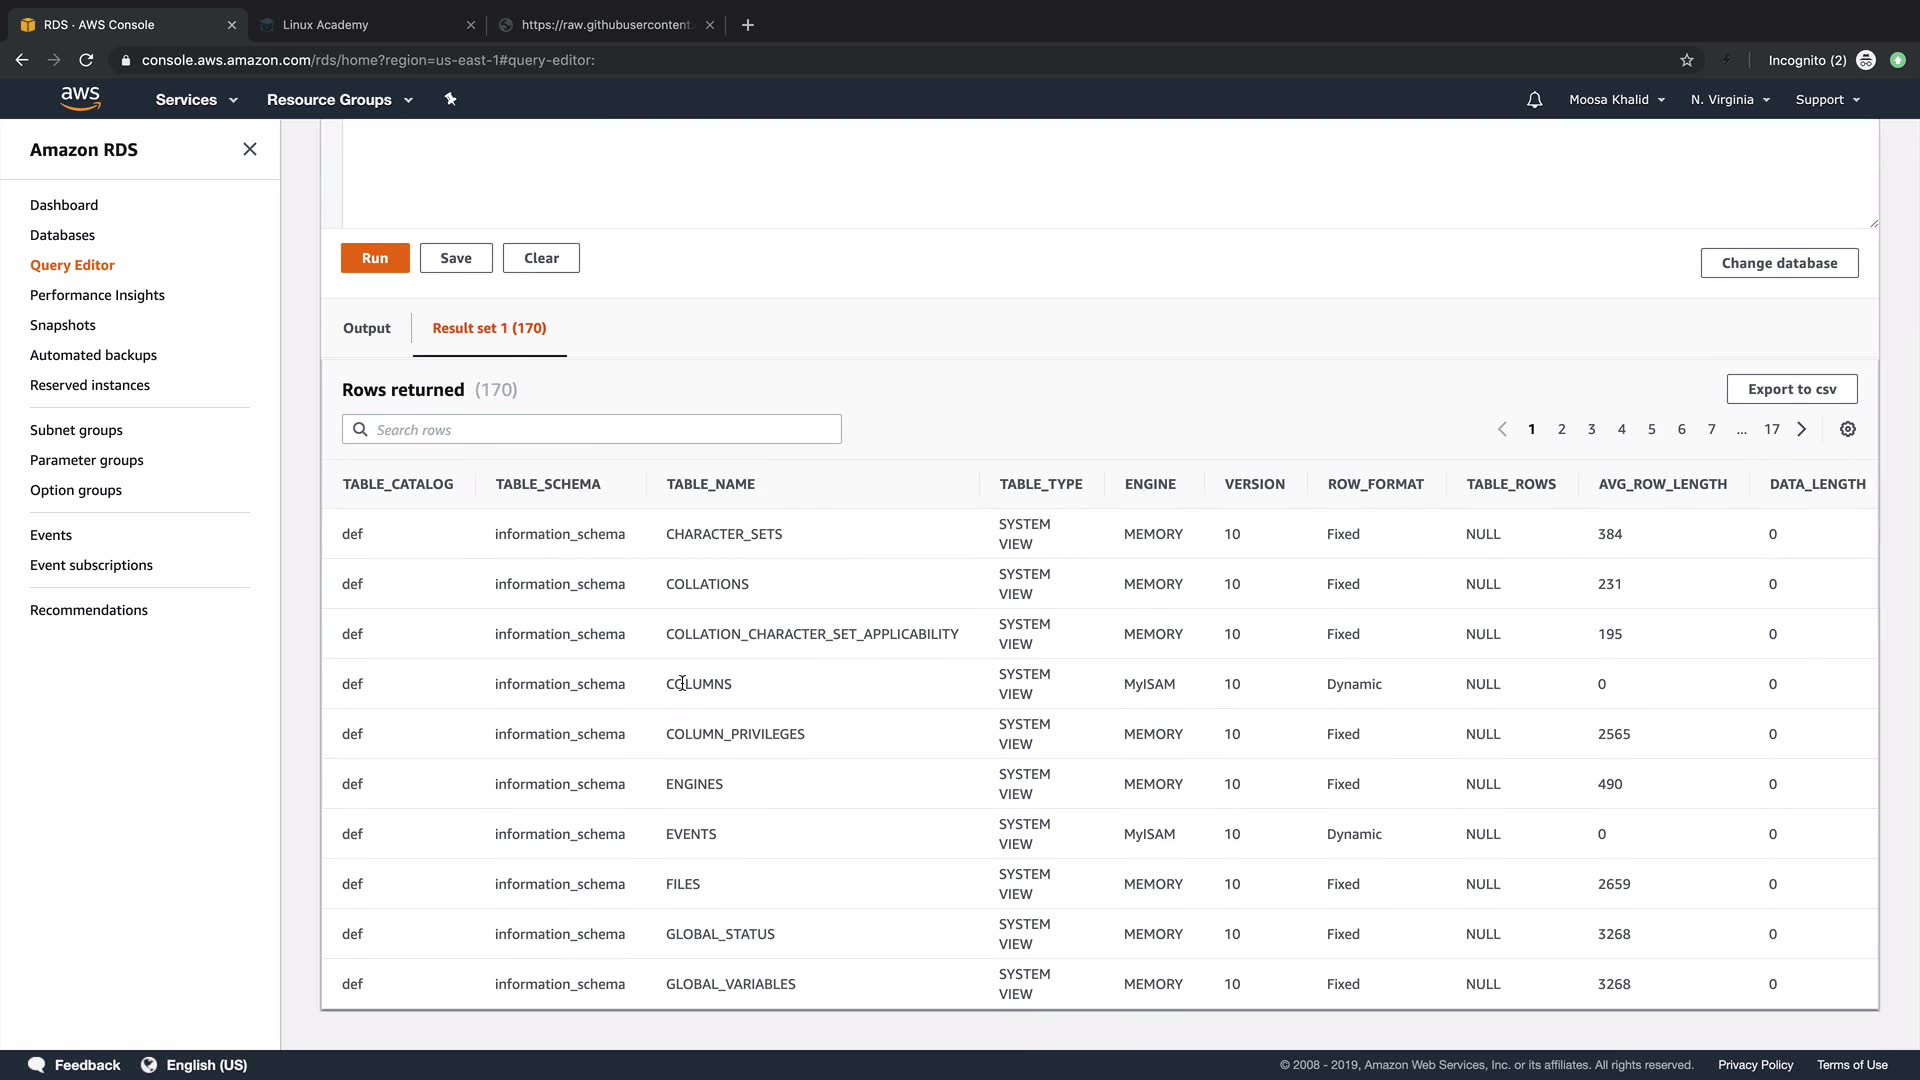 RDS · AWS Console
Linux Academy
https://raw.githubusercontent.
console.aws.amazon.com/rds/home?region=us-east-1#query-editor:
Incognito (2)
aws
Services
Resource Groups
Moosa Khalid
N. Virginia
Support
Amazon RDS
Dashboard
Databases
Query Editor
Performance Insights
Snapshots
Automated backups
Reserved instances
Subnet groups
Parameter groups
Option groups
Events
Event subscriptions
Recommendations
Run
Save
Clear
Change database
Output
Result set 1 (170)
Rows returned (170)
Export to csv
Search rows
1 2 3 4 5 6 7 ... 17
TABLE_CATALOG TABLE_SCHEMA TABLE_NAME TABLE_TYPE ENGINE VERSION ROW_FORMAT TABLE_ROWS AVG_ROW_LENGTH DATA_LENGTH
def information_schema CHARACTER_SETS SYSTEM VIEW MEMORY 10 Fixed NULL 384 0
def information_schema COLLATIONS SYSTEM VIEW MEMORY 10 Fixed NULL 231 0
def information_schema COLLATION_CHARACTER_SET_APPLICABILITY SYSTEM VIEW MEMORY 10 Fixed NULL 195 0
def information_schema COLUMNS SYSTEM VIEW MyISAM 10 Dynamic NULL 0 0
def information_schema COLUMN_PRIVILEGES SYSTEM VIEW MEMORY 10 Fixed NULL 2565 0
def information_schema ENGINES SYSTEM VIEW MEMORY 10 Fixed NULL 490 0
def information_schema EVENTS SYSTEM VIEW MyISAM 10 Dynamic NULL 0 0
def information_schema FILES SYSTEM VIEW MEMORY 10 Fixed NULL 2659 0
def information_schema GLOBAL_STATUS SYSTEM VIEW MEMORY 10 Fixed NULL 3268 0
def information_schema GLOBAL_VARIABLES SYSTEM VIEW MEMORY 10 Fixed NULL 3268 0
Feedback
English (US)
© 2008 - 2019, Amazon Web Services, Inc. or its affiliates. All rights reserved.
Privacy Policy
Terms of Use